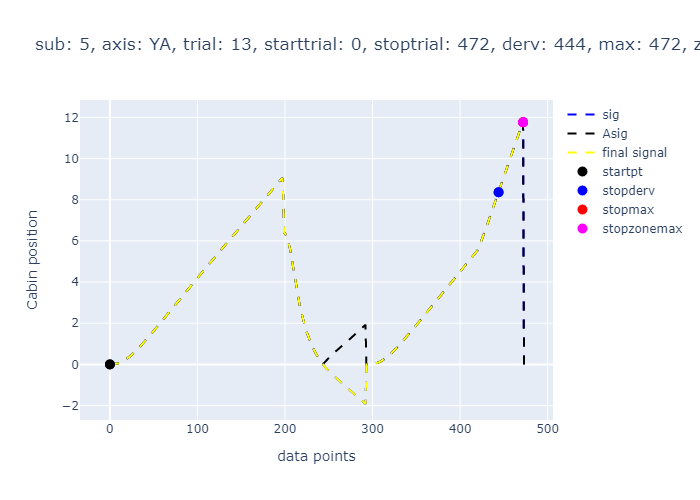 sub: 5, axis: YA, trial: 13, starttrial: 0, stoptrial: 472, derv: 444, max: 472, z
12
10
8
6
4
2
0
−2
0
100
200
300
400
500
Cabin position
data points
sig
Asig
final signal
startpt
stopderv
stopmax
stopzonemax